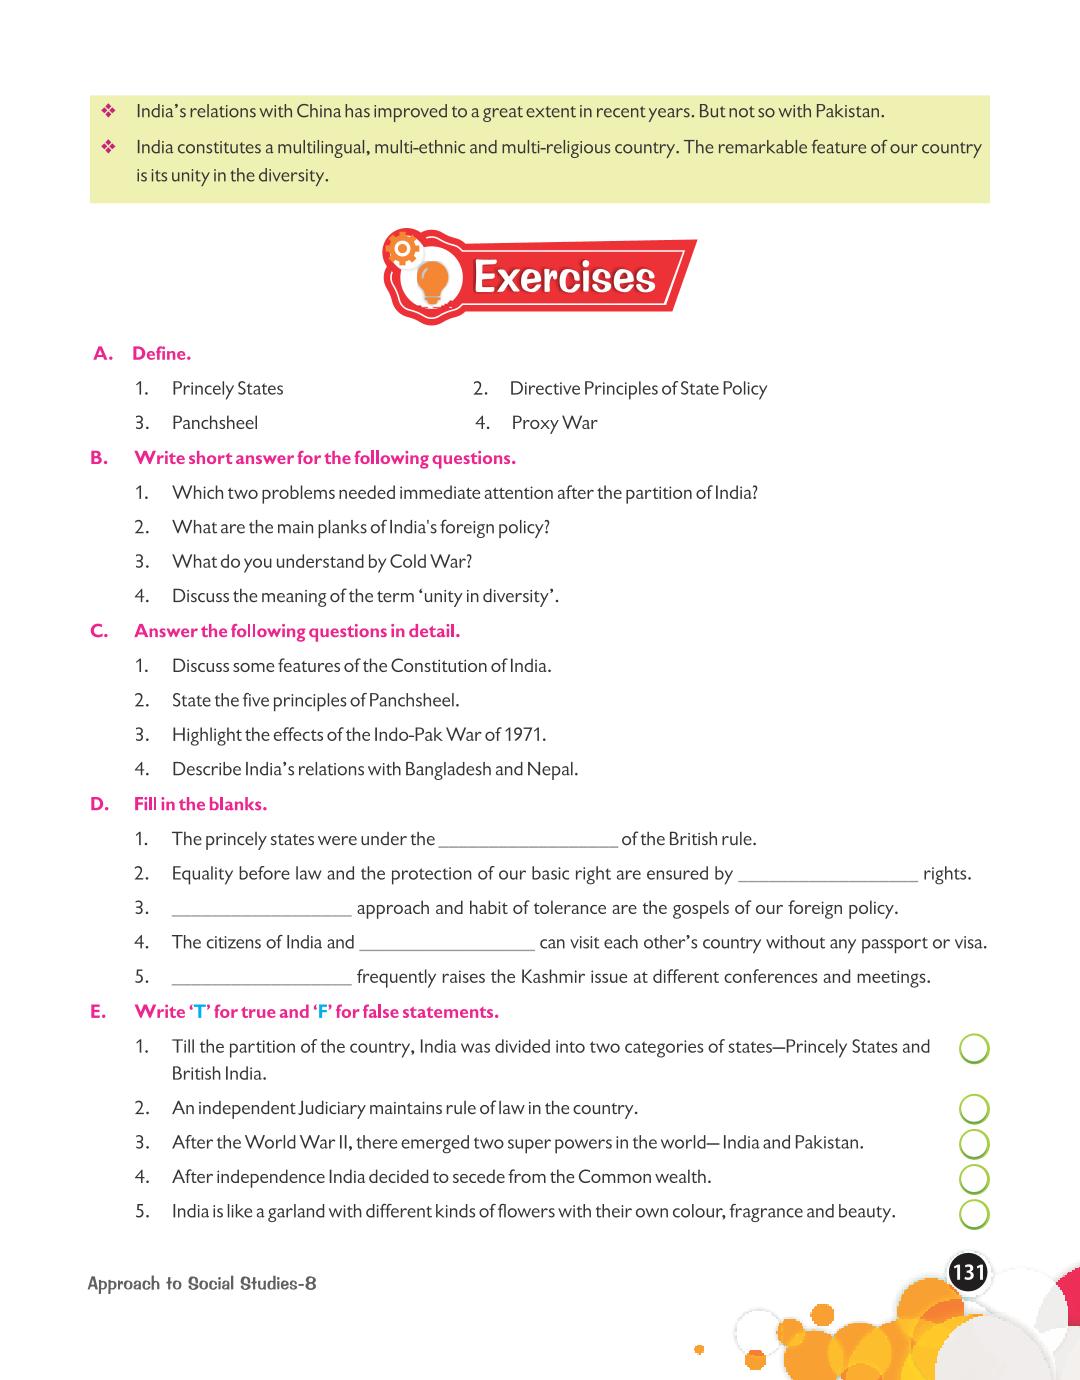 ❖ India's relations with China has improved to a great extent in recent years. But not so with Pakistan.
❖ India constitutes a multilingual, multi-ethnic and multi-religious country. The remarkable feature of our country
is its unity in the diversity.
Exercises
A. Define.
1. Princely States 2. Directive Principles of State Policy
3. Panchsheel 4. Proxy War
B. Write short answer for the following questions.
1. Which two problems needed immediate attention after the partition of India?
2. What are the main planks of India's foreign policy?
3. What do you understand by Cold War?
4. Discuss the meaning of the term ‘unity in diversity’.
C. Answer the following questions in detail.
1. Discuss some features of the Constitution of India.
2. State the five principles of Panchsheel.
3. Highlight the effects of the Indo-Pak War of 1971.
4. Describe India’s relations with Bangladesh and Nepal.
D. Fill in the blanks.
1. The princely states were under the __________________ of the British rule.
2. Equality before law and the protection of our basic right are ensured by __________________ rights.
3. __________________ approach and habit of tolerance are the gospels of our foreign policy.
4. The citizens of India and __________________ can visit each other’s country without any passport or visa.
5. __________________ frequently raises the Kashmir issue at different conferences and meetings.
E. Write ‘T’ for true and ‘F’ for false statements.
1. Till the partition of the country, India was divided into two categories of states—Princely States and
British India.
2. An independent Judiciary maintains rule of law in the country.
3. After the World War II, there emerged two super powers in the world— India and Pakistan.
4. After independence India decided to secede from the Common wealth.
5. India is like a garland with different kinds of flowers with their own colour, fragrance and beauty.
Approach to Social Studies-8
131